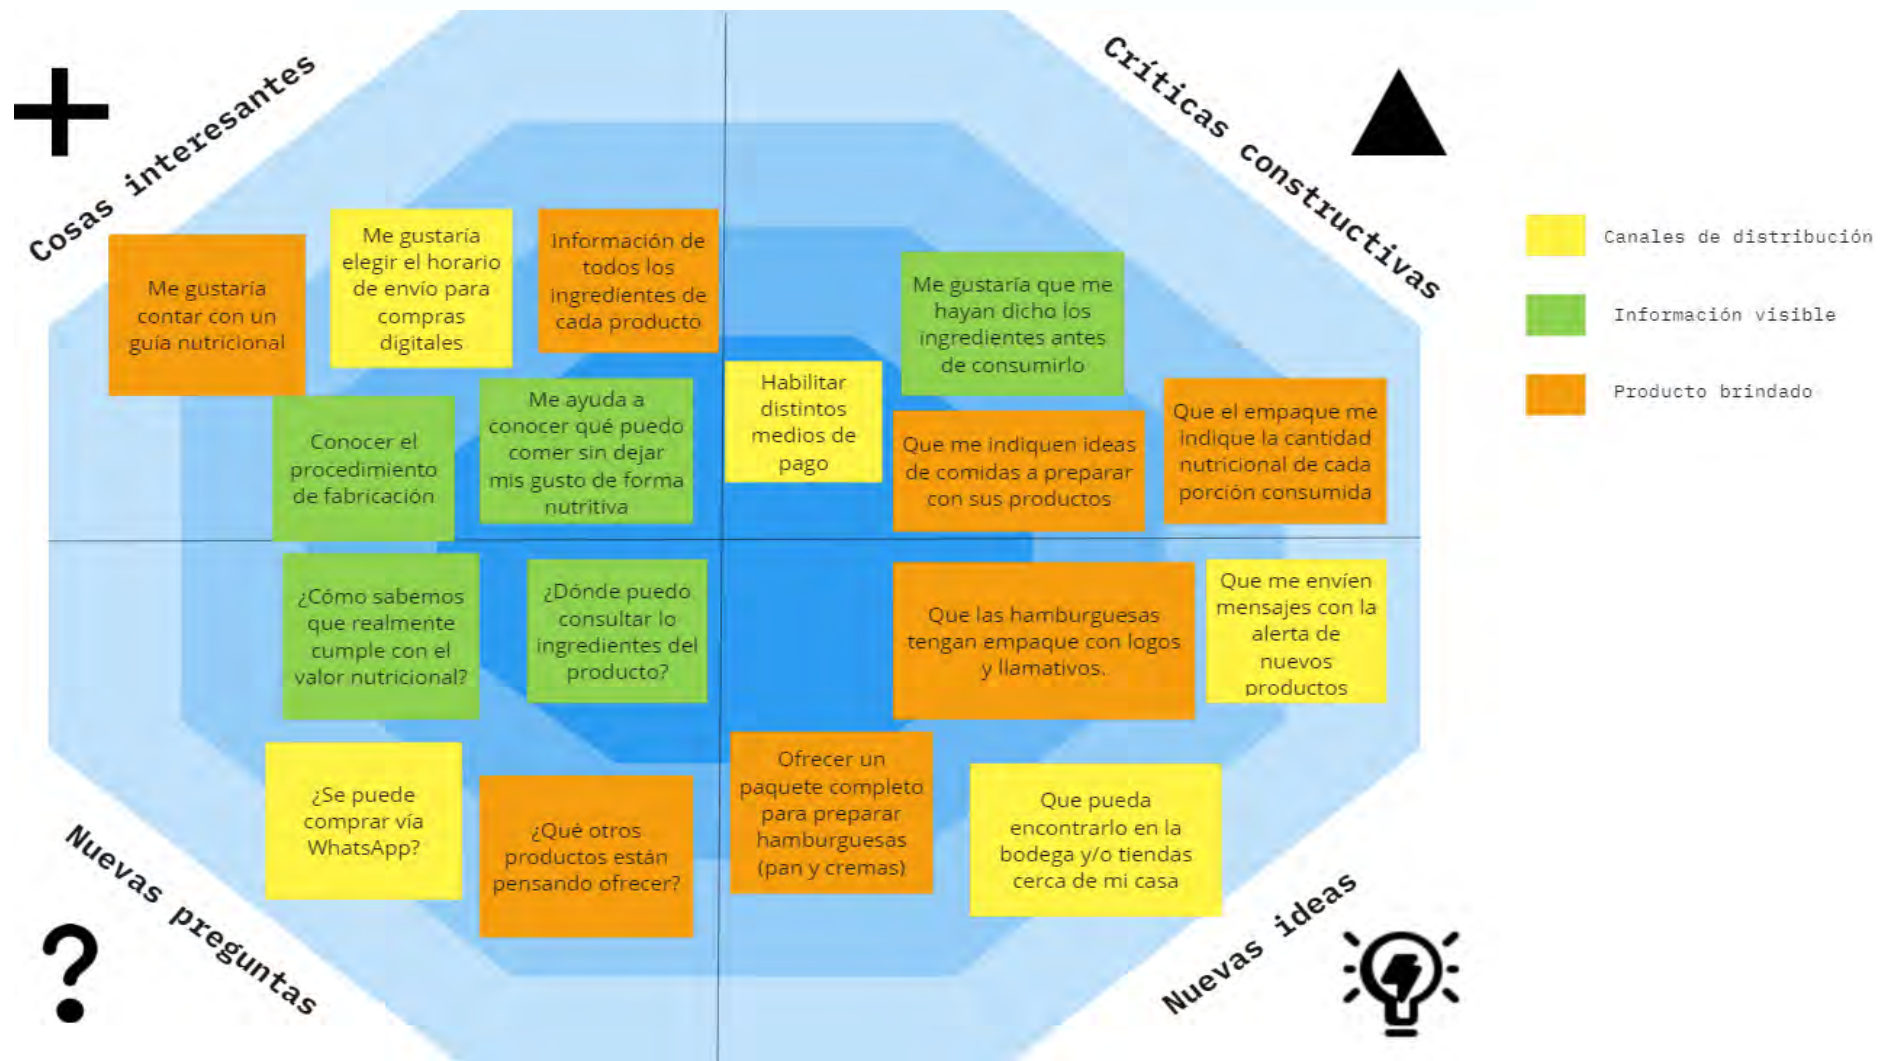 Cosas interesantes
Críticas constructivas
Me gustaría
contar con un
guía nutricional
Me gustaría
elegir el horario
de envío para
compras
digitales
Información de
todos los
ingredientes de
cada producto
Conocer el
procedimiento
de fabricación
Me ayuda a
conocer qué puedo
comer sin dejar
mis gusto de forma
nutritiva
Habilitar
distintos
medios de
pago
Me gustaría que me
hayan dicho los
ingredientes antes
de consumirlo
Que me indiquen ideas
de comidas a preparar
con sus productos
Que el empaque me
indique la cantidad
nutricional de cada
porción consumida
Canales de distribución
Información visible
Producto brindado
¿Cómo sabemos
que realmente
cumple con el
valor nutricional?
¿Dónde puedo
consultar lo
ingredientes del
producto?
¿Se puede
comprar vía
WhatsApp?
¿Qué otros
productos están
pensando ofrecer?
Que las hamburguesas
tengan empaque con logos
y llamativos.
Que me envíen
mensajes con la
alerta de
nuevos
productos
Ofrecer un
paquete completo
para preparar
hamburguesas
(pan y cremas)
Que pueda
encontrarlo en la
bodega y/o tiendas
cerca de mi casa
Nuevas preguntas
Nuevas ideas